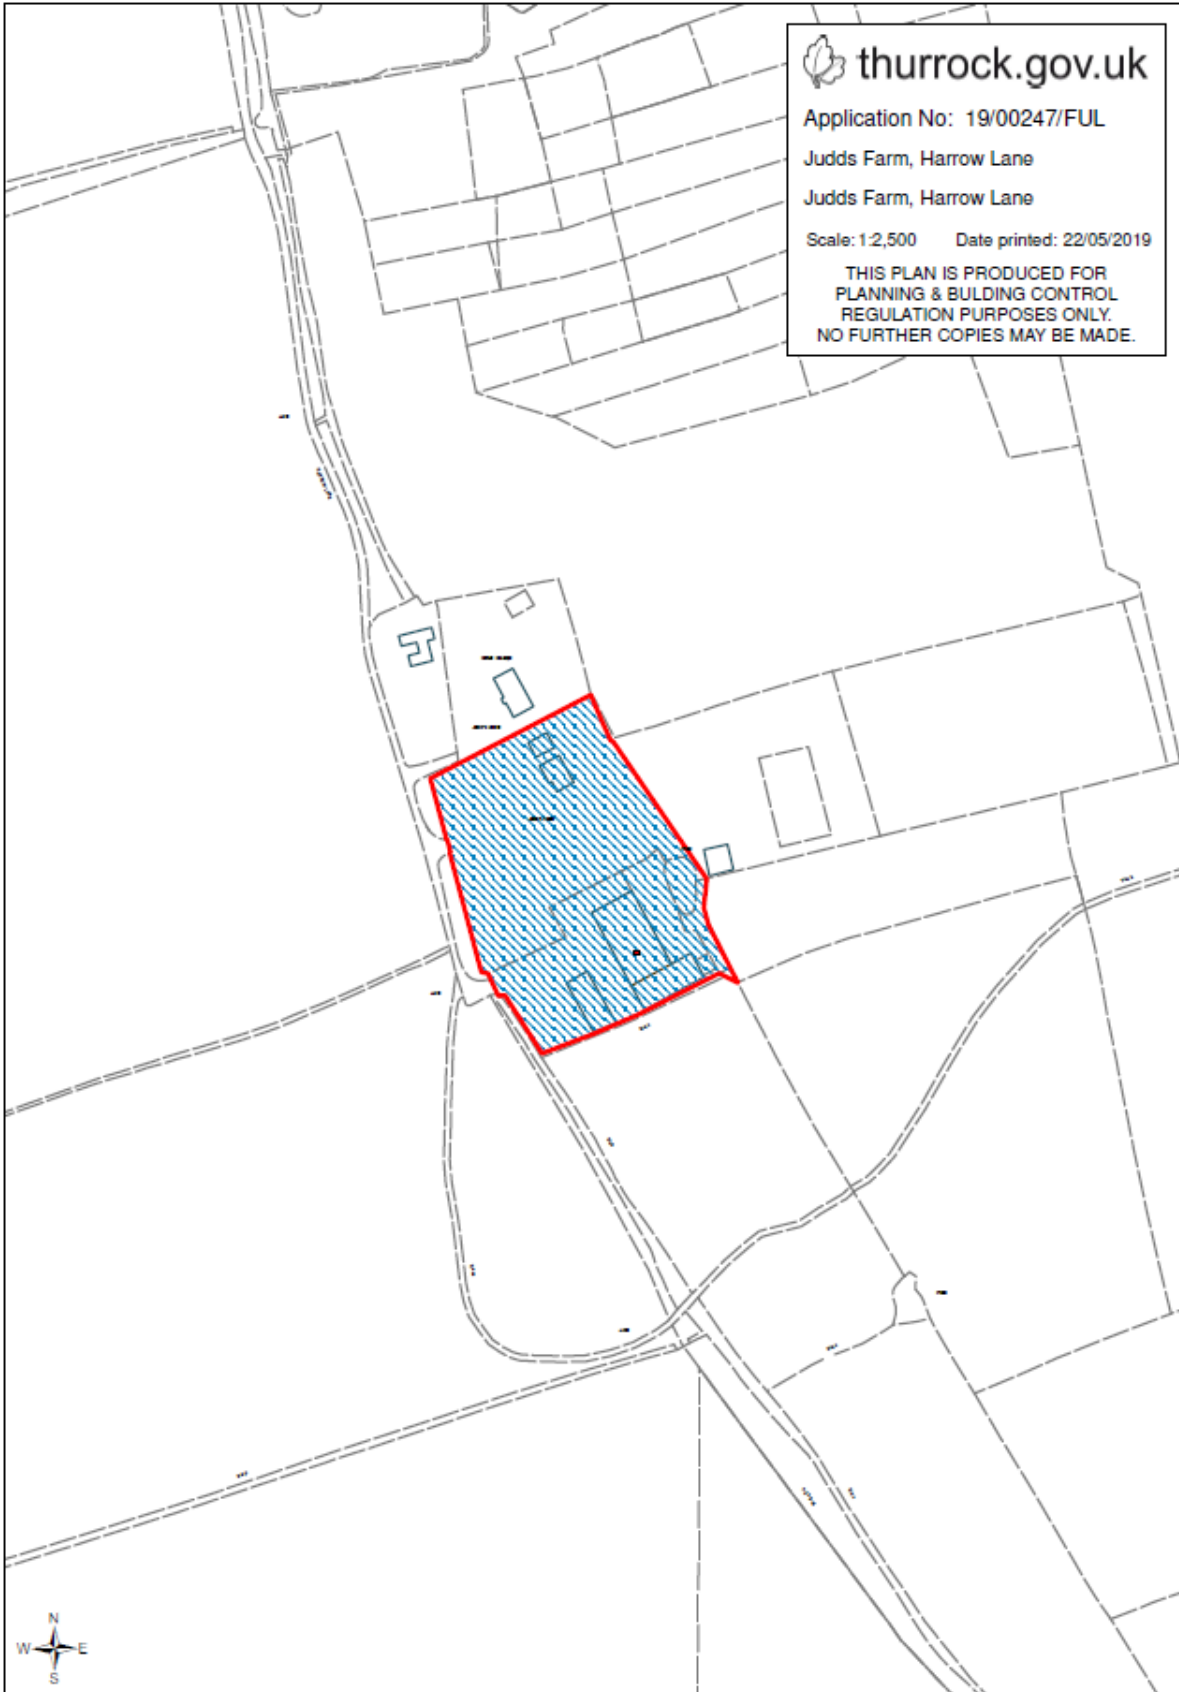 thurrock.gov.uk
Application No: 19/00247/FUL
Judds Farm, Harrow Lane
Judds Farm, Harrow Lane
Scale: 1:2,500 Date printed: 22/05/2019
THIS PLAN IS PRODUCED FOR
PLANNING & BULDING CONTROL
REGULATION PURPOSES ONLY.
NO FURTHER COPIES MAY BE MADE.
N
W E
S